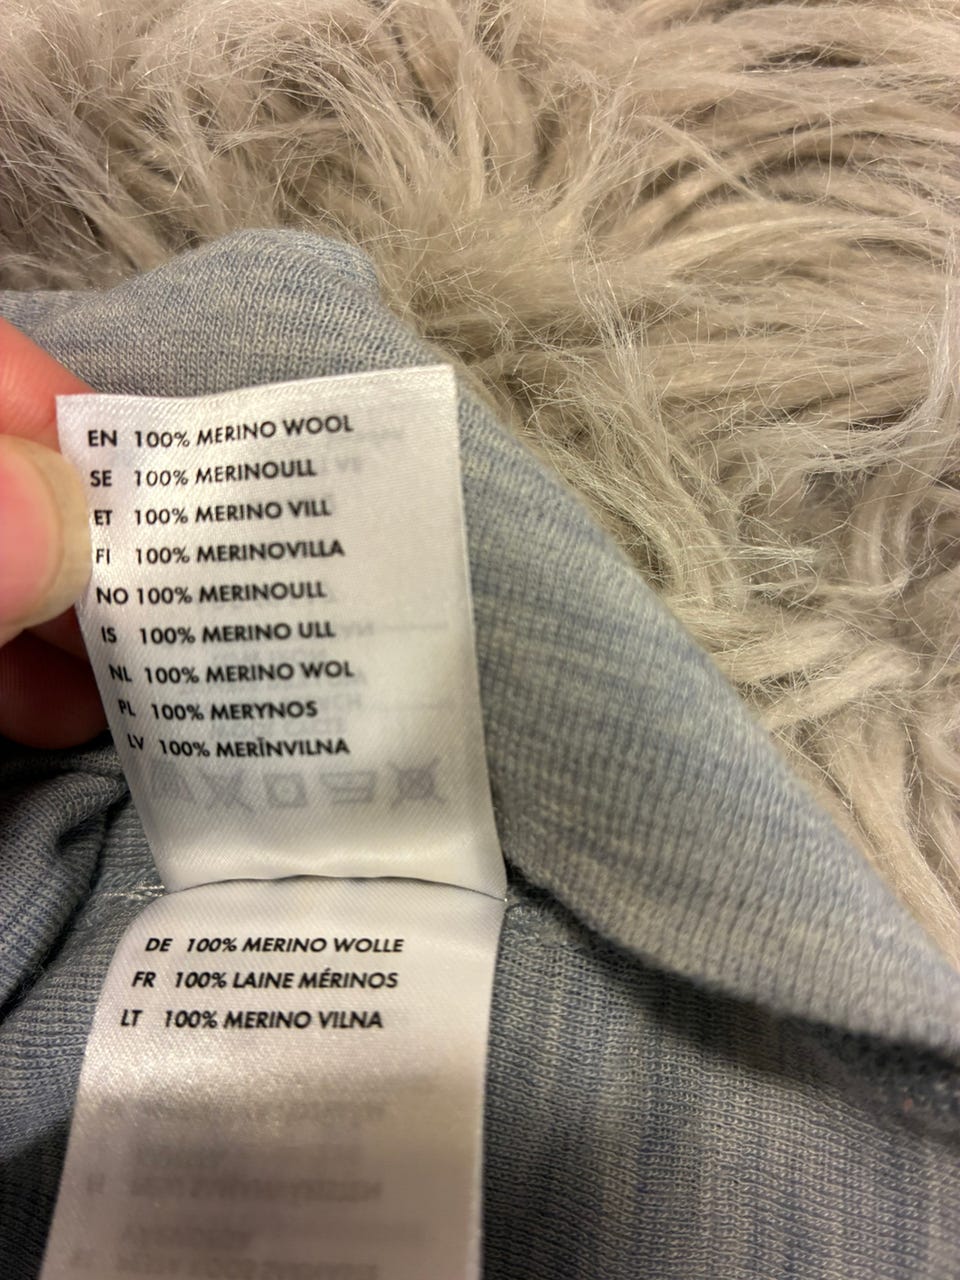 EN 100% MERINO WOOL
SE 100% MERINOULL
ET 100% MERINO VILL
FI 100% MERINOVILLA
NO 100% MERINOULL
IS 100% MERINO ULL
NL 100% MERINO WOL
PL 100% MERYNOS
LV 100% MERĪNVILNA
DE 100% MERINO WOLLE
FR 100% LAINE MÉRINOS
LT 100% MERINO VILNA